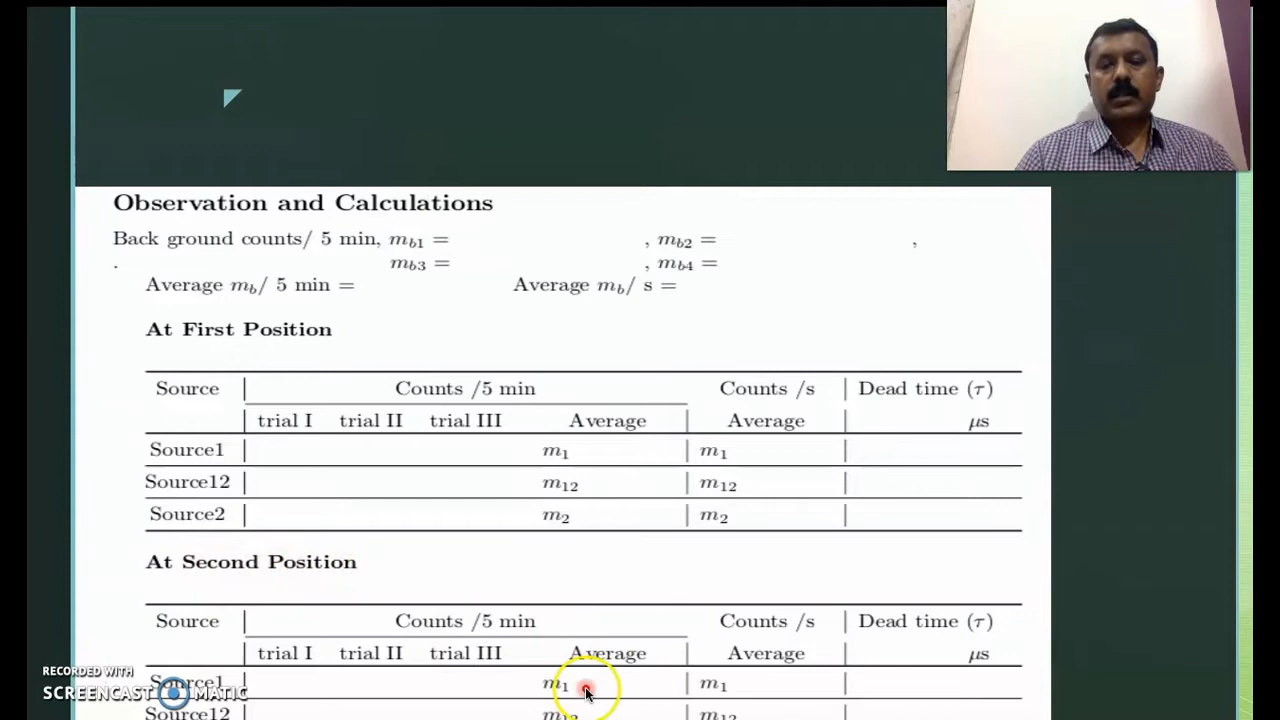 Observation and Calculations
Back ground counts/ 5 min, m_b1 = , m_b2 = ,
. m_b3 = , m_b4 =
Average m_b/ 5 min = Average m_b/ s =
At First Position
Source | Counts /5 min Counts /s | Dead time (τ)
| trial I trial II trial III Average | Average | μs
Source1 | m_1 | m_1 |
Source12 | m_12 | m_12 |
Source2 | m_2 | m_2 |
At Second Position
Source | Counts /5 min Counts /s | Dead time (τ)
| trial I trial II trial III Average | Average | μs
Source1 | m_1 | m_1 |
Source12 m_12 | m_12 |
RECORDED WITH
SCREENCAST MATIC